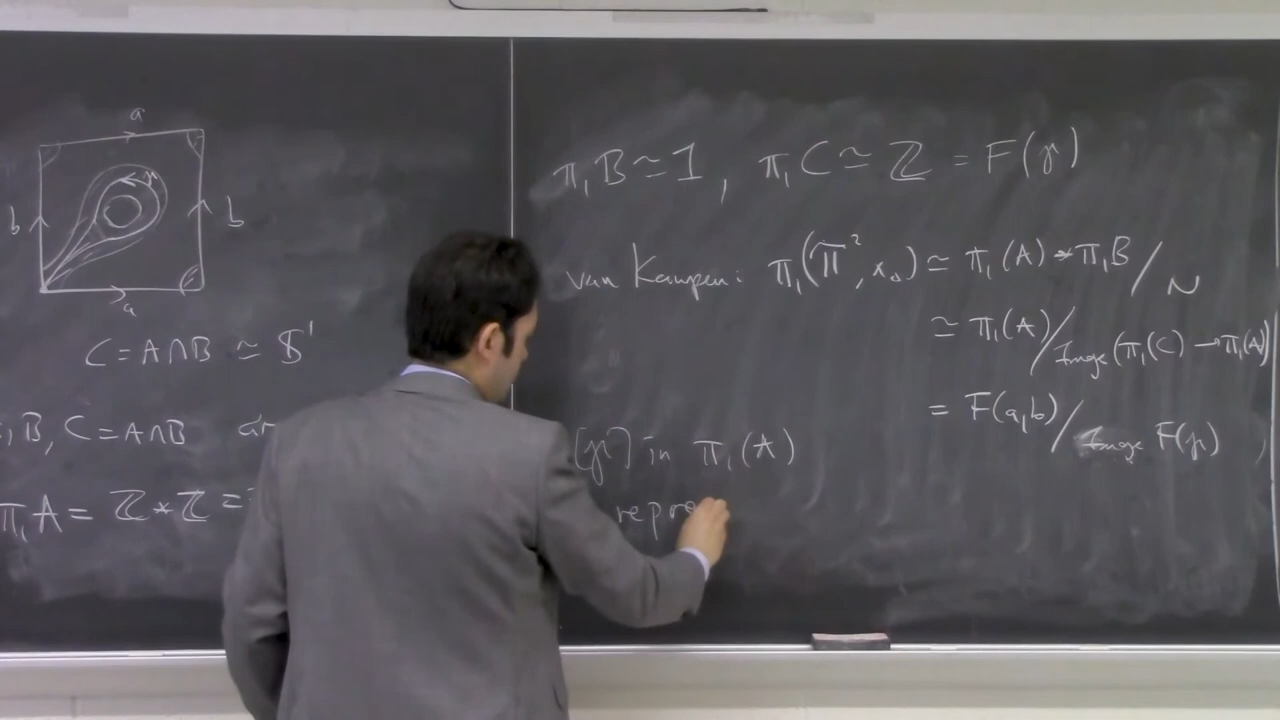 a
b
b
a
C = A∩B ≃ S¹
, B, C = A∩B
π₁A = ℤ * ℤ =
π₁B ≃ 1, π₁C ≃ ℤ = F(γ)
van Kampen: π₁(π², x₀) ≃ π₁(A) * π₁B / N
≃ π₁(A) / Image(π₁(C) → π₁(A))
= F(a,b) / Image F(γ)
[γ] in π₁(A)
repre